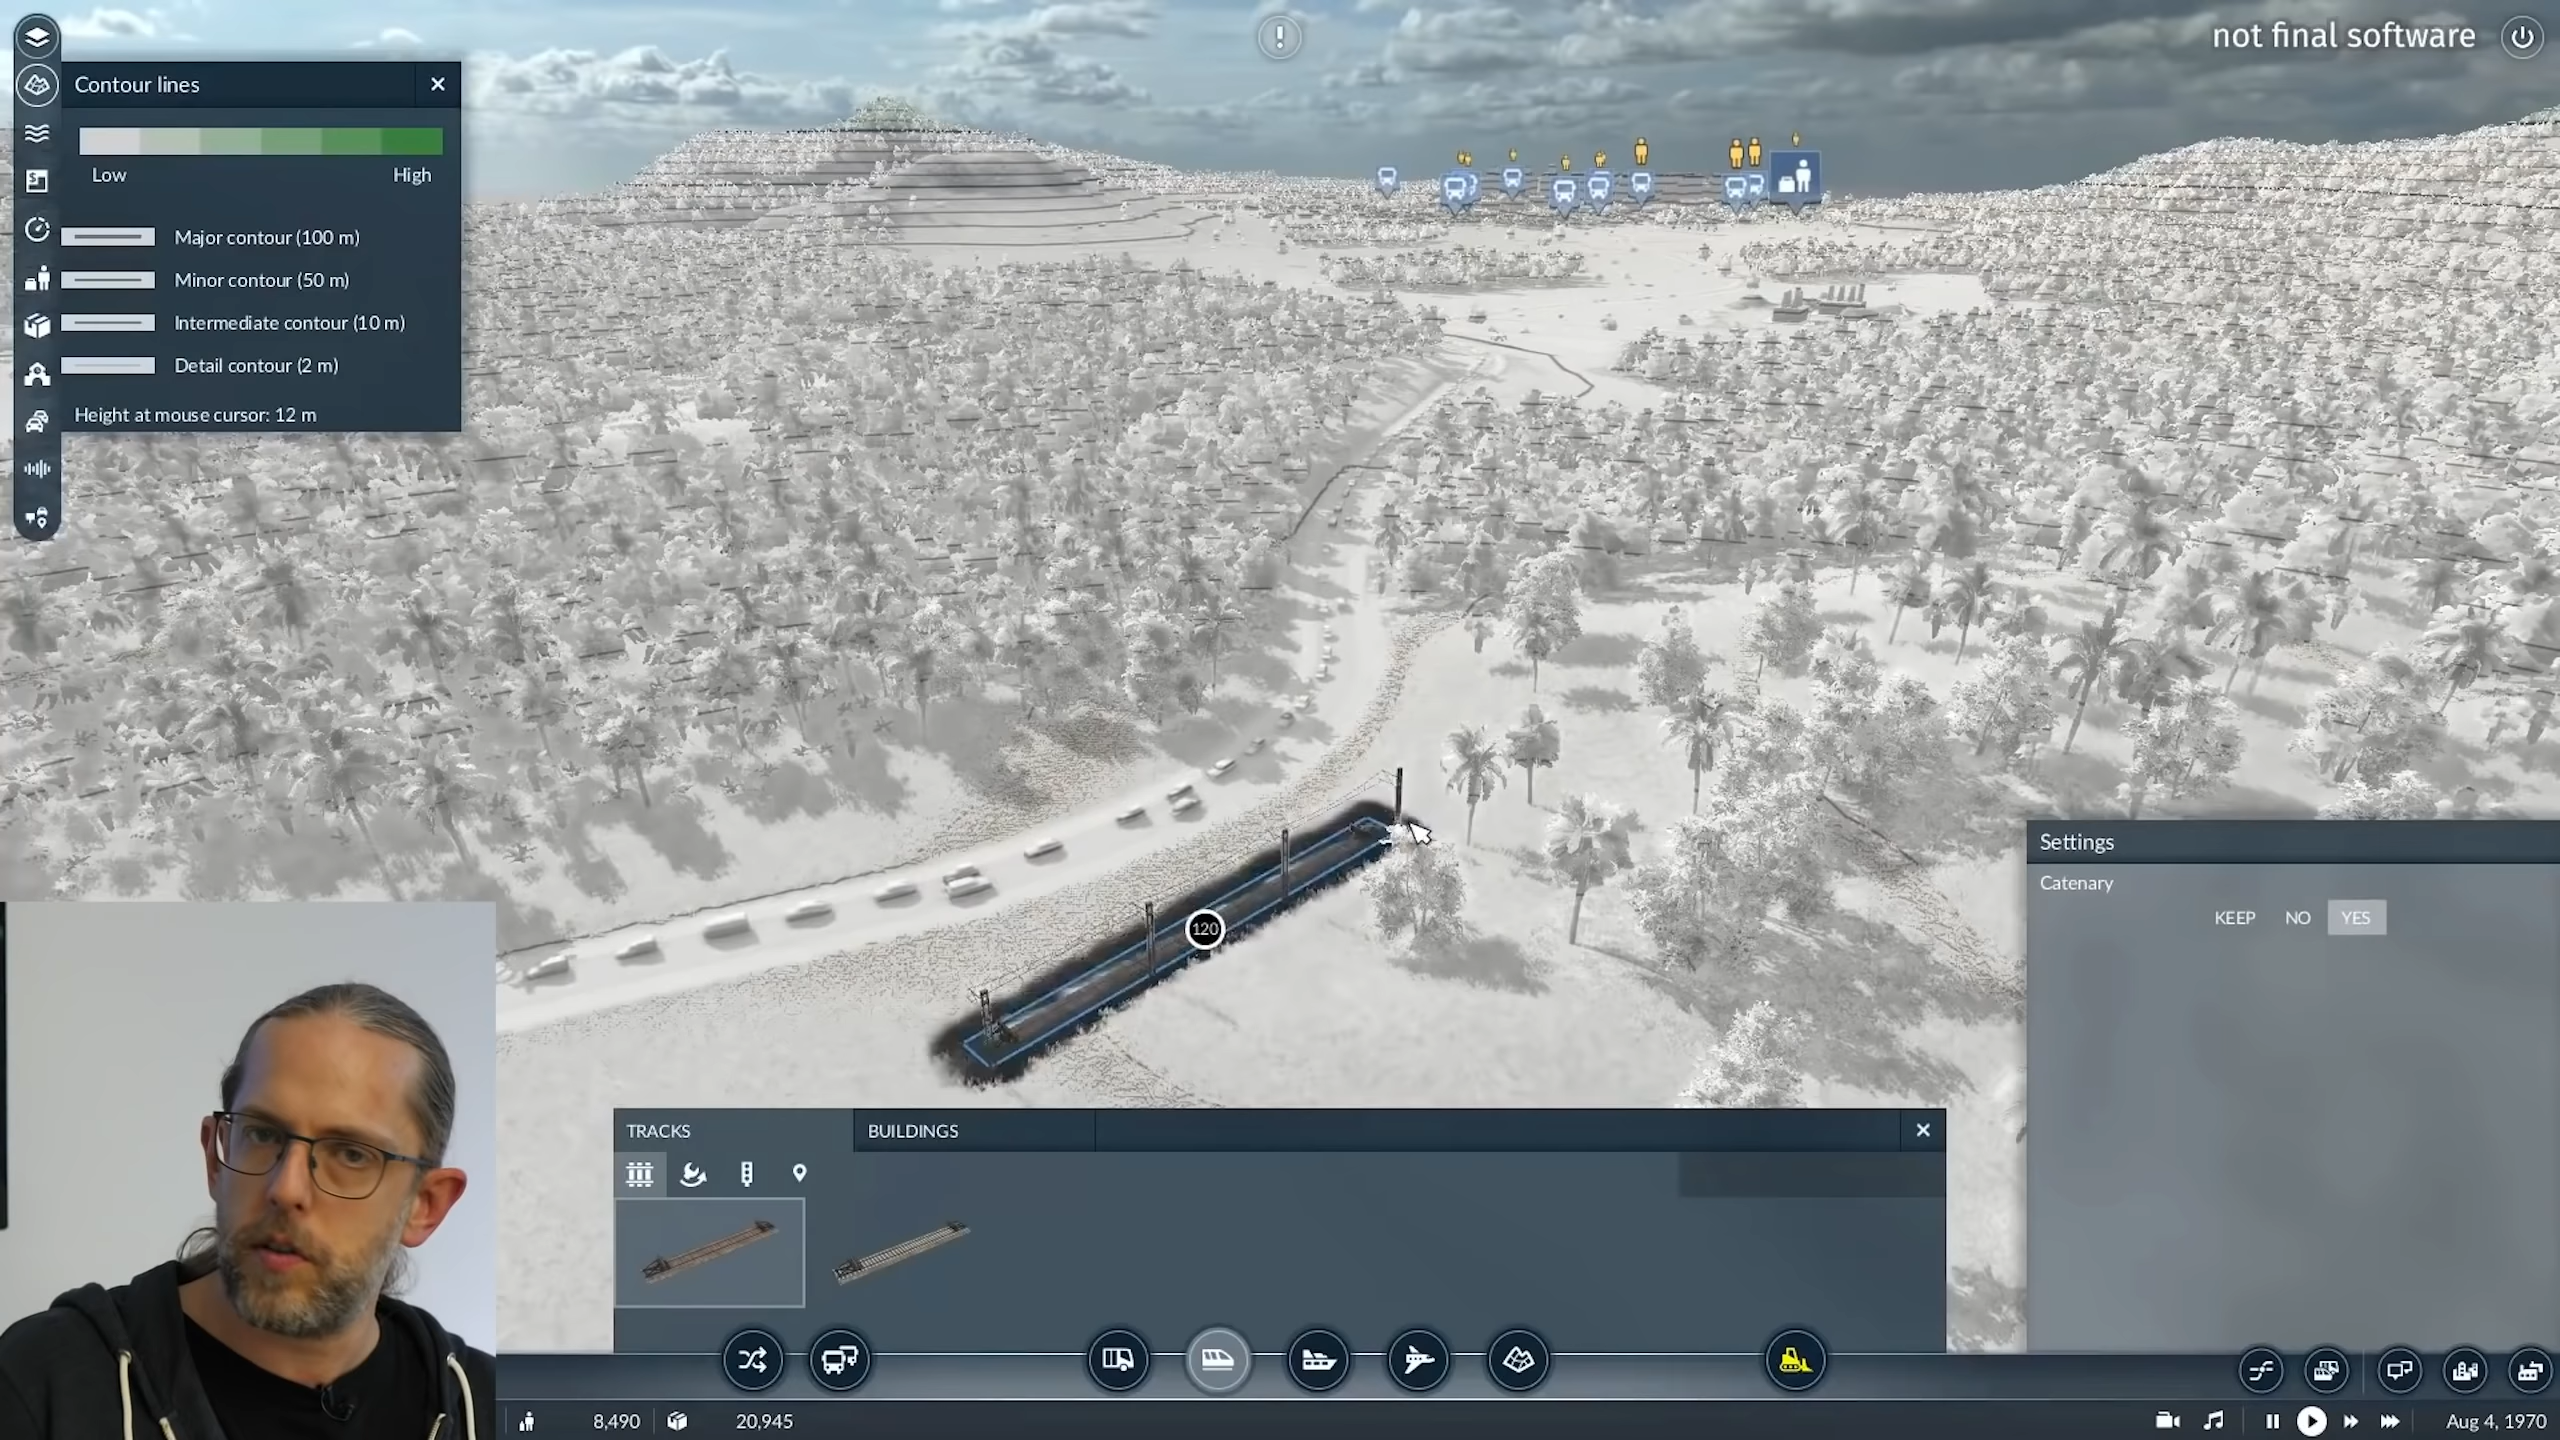 not final software
Contour lines
Low
High
Major contour (100 m)
Minor contour (50 m)
Intermediate contour (10 m)
Detail contour (2 m)
Height at mouse cursor: 12 m
120
Settings
Catenary
KEEP
NO
YES
TRACKS
BUILDINGS
8,490
20,945
Aug 4, 1970